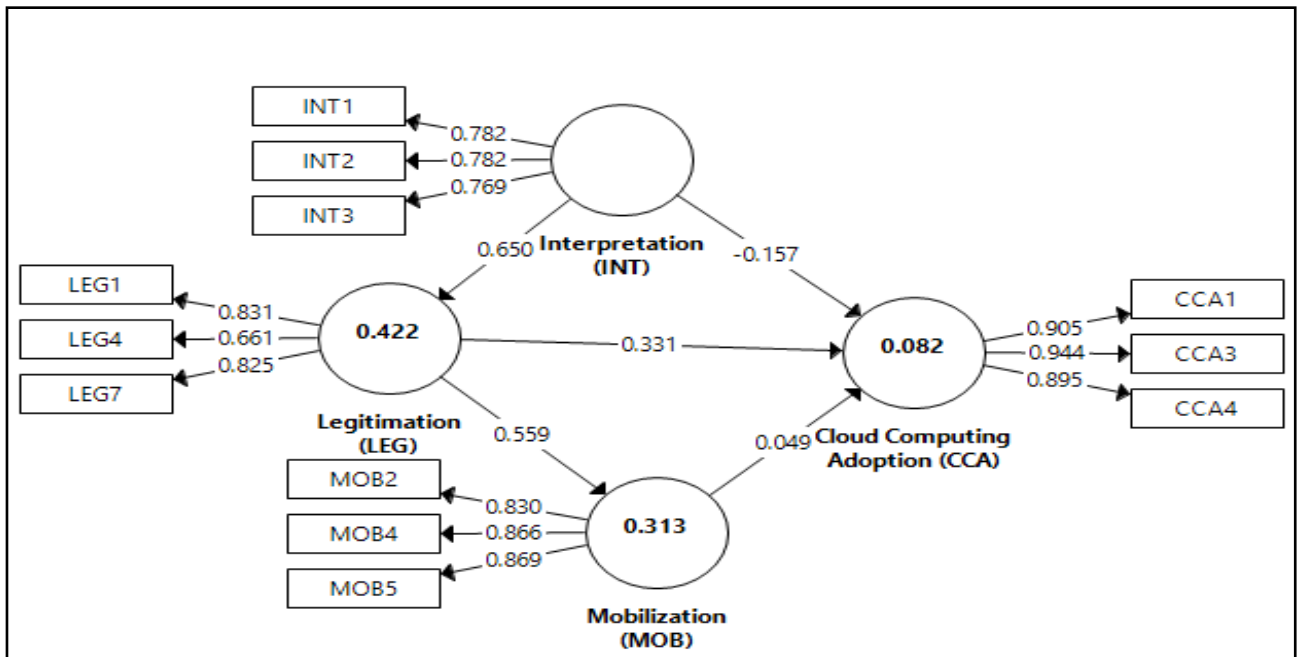 INT1
0.782
INT2
0.782
INT3
0.769
Interpretation
(INT)
0.650
-0.157
LEG1
0.831
LEG4
0.661
LEG7
0.825
0.422
Legitimation
(LEG)
0.331
0.082
Cloud Computing
Adoption (CCA)
0.905
CCA1
0.944
CCA3
0.895
CCA4
0.559
0.049
MOB2
0.830
MOB4
0.866
MOB5
0.869
0.313
Mobilization
(MOB)